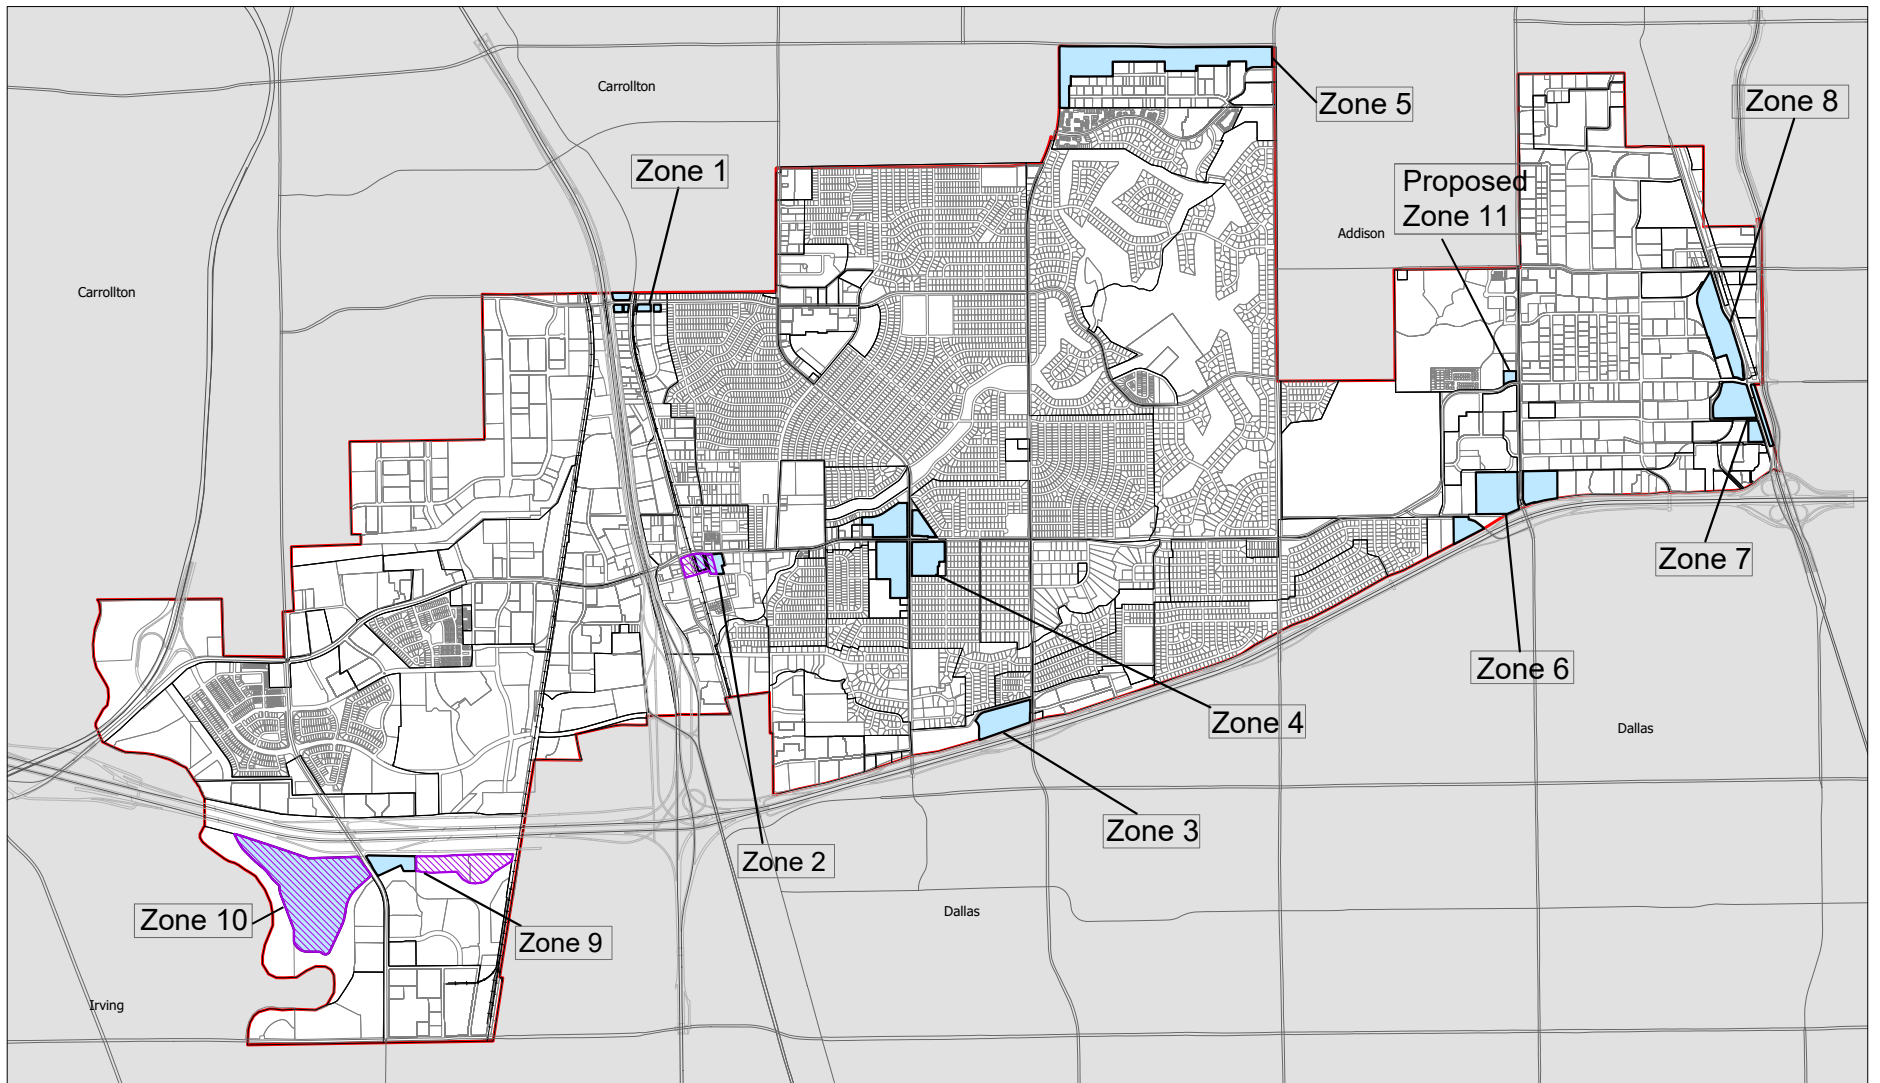 Carrollton
Zone 5
Zone 8
Zone 1
Proposed
Zone 11
Addison
Carrollton
Zone 7
Zone 6
Zone 4
Dallas
Zone 3
Zone 2
Zone 10
Dallas
Zone 9
Irving